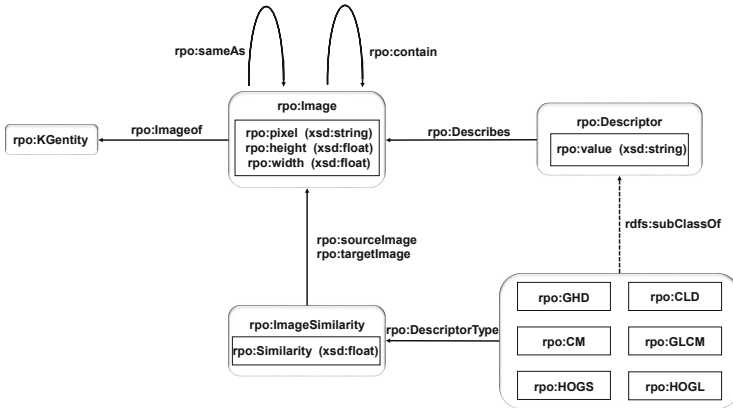 rpo:sameAs
rpo:contain
rpo:Image
rpo:pixel (xsd:string)
rpo:height (xsd:float)
rpo:width (xsd:float)
rpo:Imageof
rpo:KGentity
rpo:Describes
rpo:Descriptor
rpo:value (xsd:string)
rdfs:subClassOf
rpo:sourceImage
rpo:targetImage
rpo:ImageSimilarity
rpo:Similarity (xsd:float)
rpo:DescriptorType
rpo:GHD
rpo:CLD
rpo:CM
rpo:GLCM
rpo:HOGS
rpo:HOGL